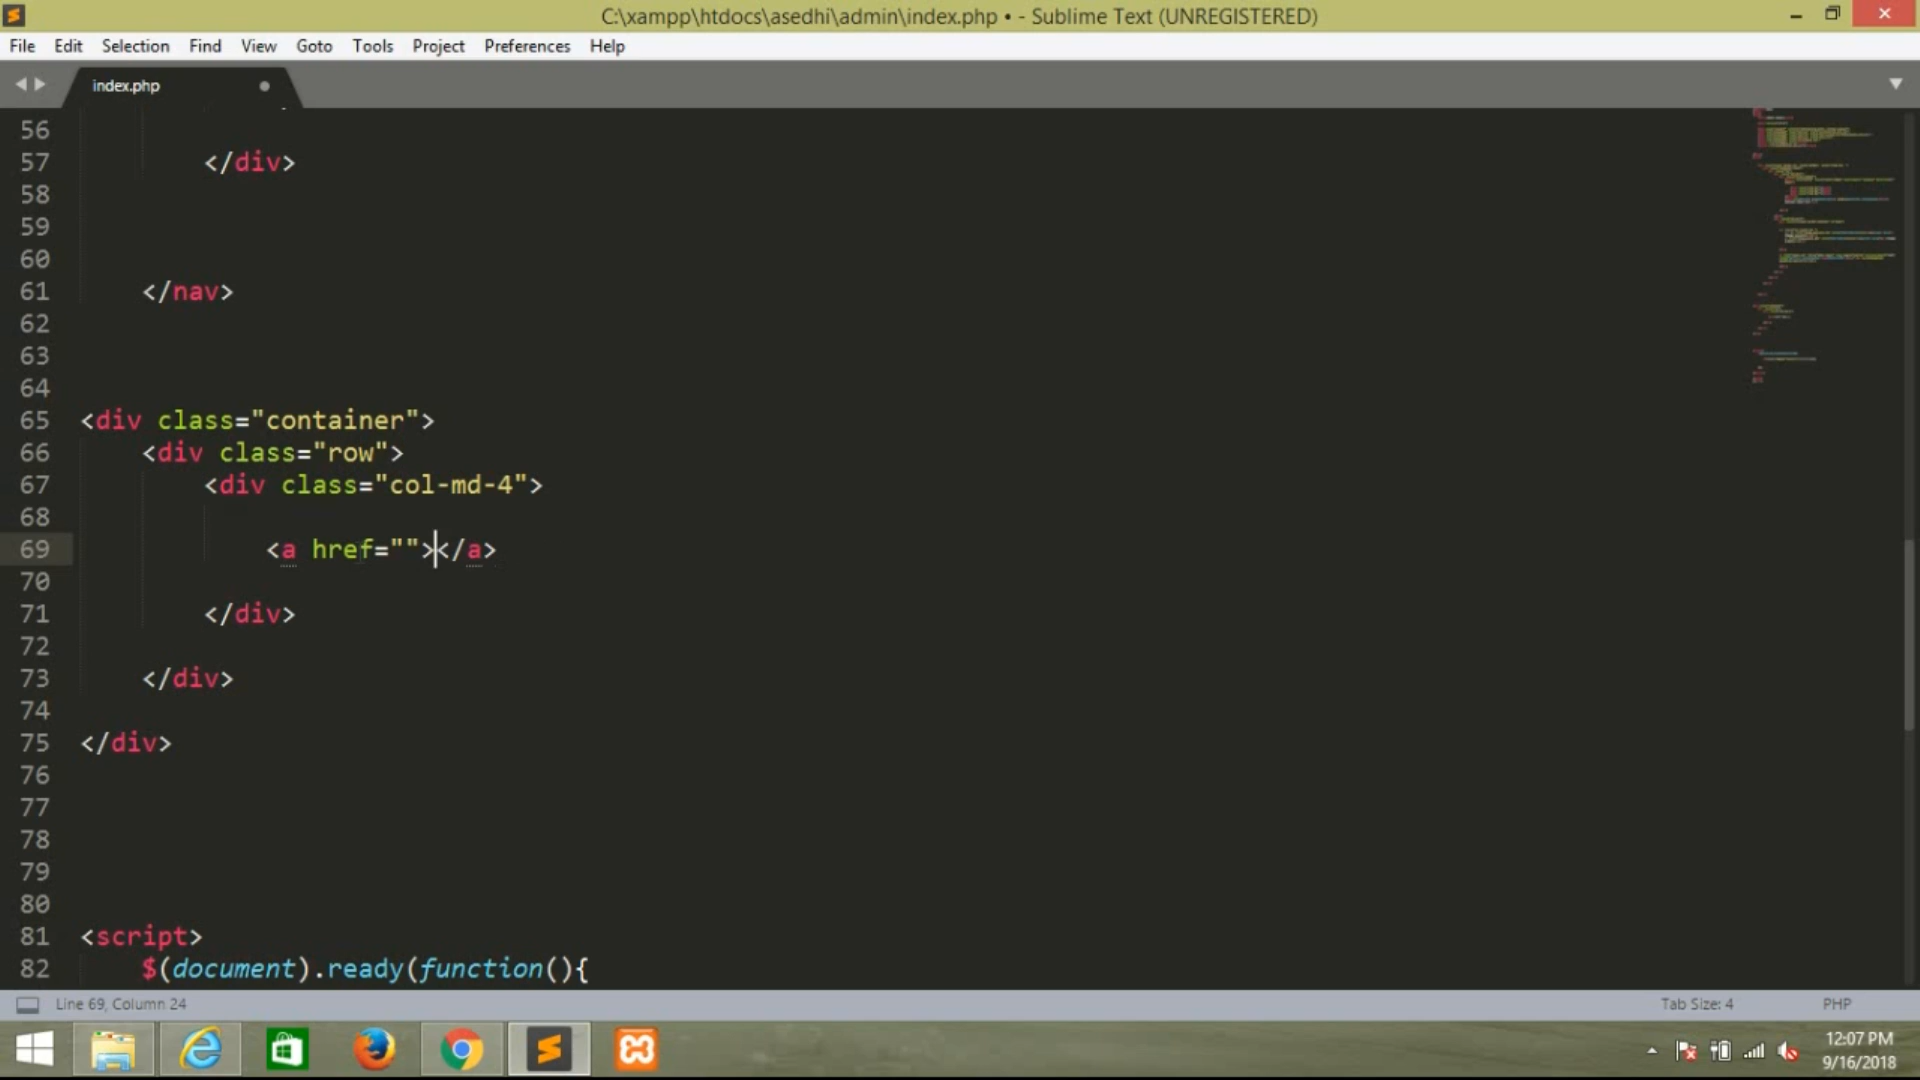 C:\xampp\htdocs\asedhi\admin\index.php • - Sublime Text (UNREGISTERED)
File Edit Selection Find View Goto Tools Project Preferences Help
index.php
56
57 </div>
58
59
60
61 </nav>
62
63
64
65 <div class="container">
66 <div class="row">
67 <div class="col-md-4">
68
69 <a href=""></a>
70
71 </div>
72
73 </div>
74
75 </div>
76
77
78
79
80
81 <script>
82 $(document).ready(function(){
Line 69, Column 24 Tab Size: 4 PHP
12:07 PM
9/16/2018